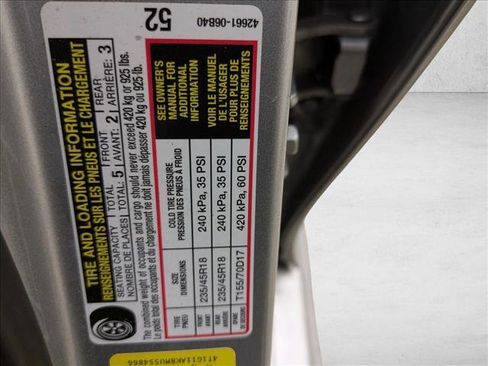 TIRE AND LOADING INFORMATION
RENSEIGNEMENTS SUR LES PNEUS ET LE CHARGEMENT
SEATING CAPACITY TOTAL: 5 FRONT AVANT: 2 REAR ARRIÈRE: 3
NOMBRE DE PLACES TOTAL: 5
The combined weight of occupants and cargo should never exceed 420 kg or 925 lbs.
Le poids total des occupants et du chargement ne doit jamais dépasser 420 kg ou 925 lb.
TIRE PNEU SIZE DIMENSIONS COLD TIRE PRESSURE PRESSION DES PNEUS À FROID
FRONT AVANT 235/45R18 240 kPa, 35 PSI
REAR ARRIÈRE 235/45R18 240 kPa, 35 PSI
SPARE T155/70D17 420 kPa, 60 PSI
SEE OWNER'S
MANUAL FOR
ADDITIONAL
INFORMATION
VOIR LE MANUEL
DE L'USAGER
POUR PLUS DE
RENSEIGNEMENTS
52
42661-06B40